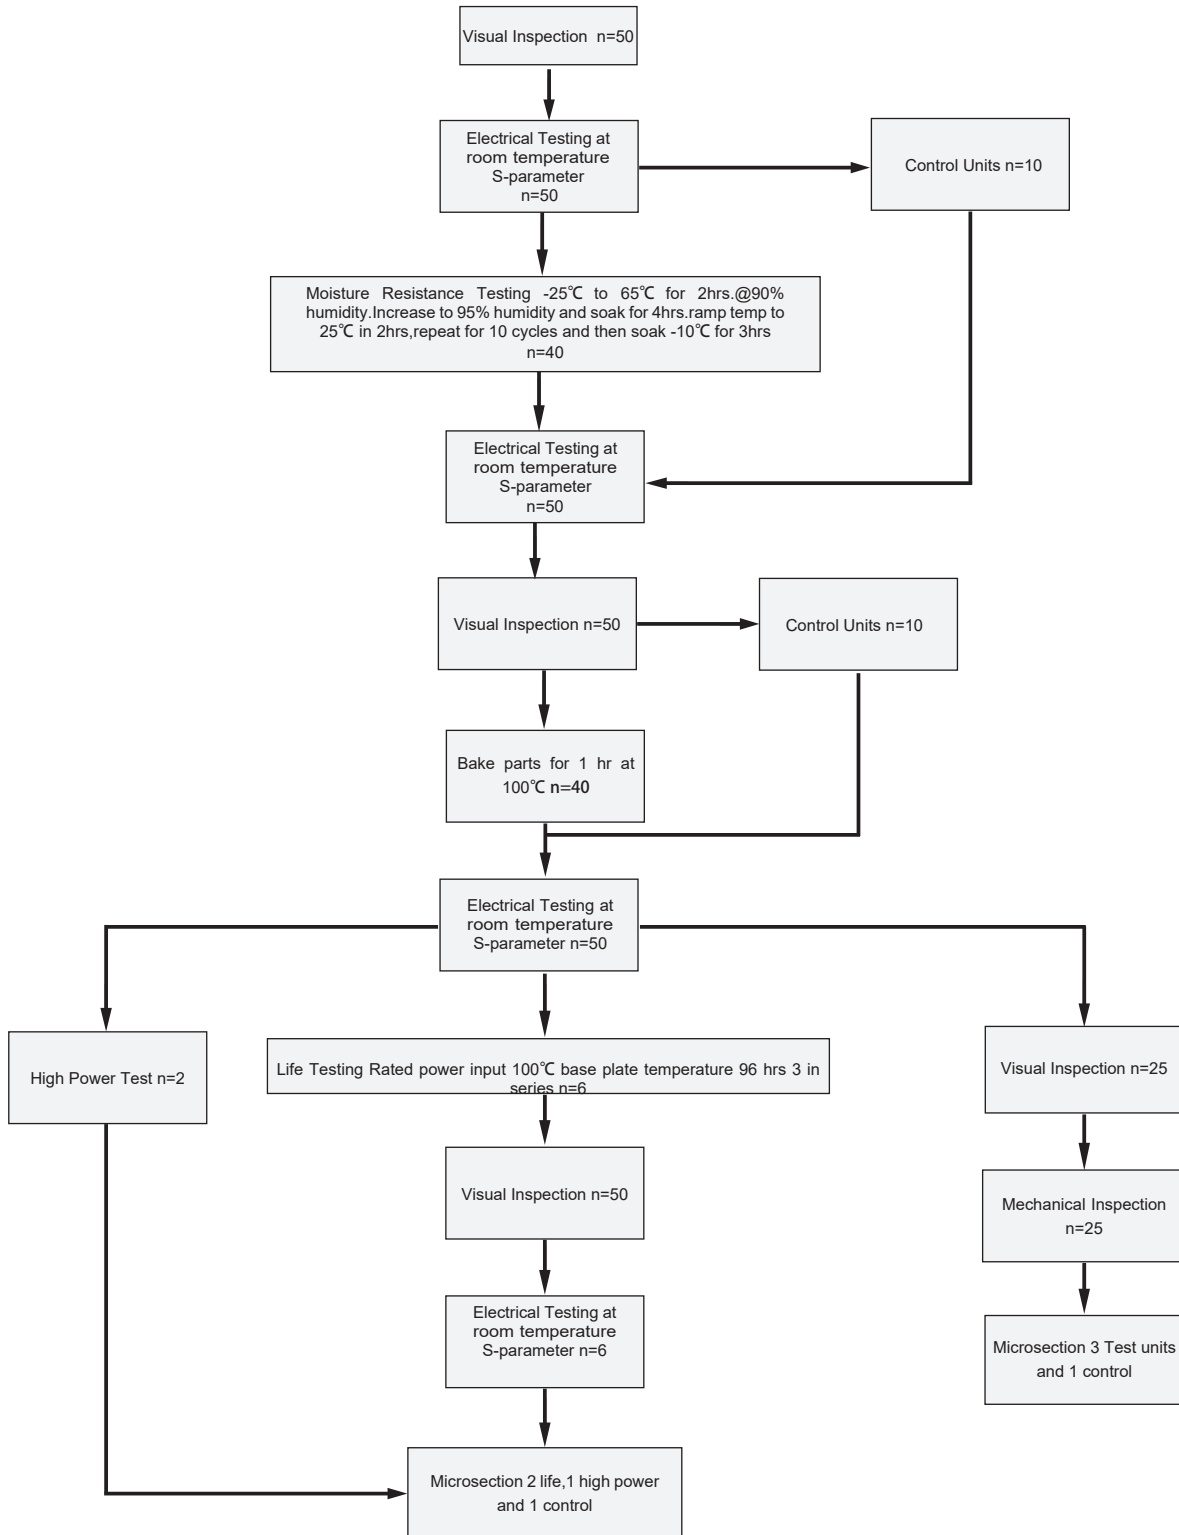 Visual Inspection n=50
Electrical Testing at
room temperature
S-parameter
n=50
Control Units n=10
Moisture Resistance Testing -25℃ to 65℃ for 2hrs.@90%
humidity.Increase to 95% humidity and soak for 4hrs.ramp temp to
25℃ in 2hrs,repeat for 10 cycles and then soak -10℃ for 3hrs
n=40
Electrical Testing at
room temperature
S-parameter
n=50
Visual Inspection n=50
Control Units n=10
Bake parts for 1 hr at
100℃ n=40
Electrical Testing at
room temperature
S-parameter n=50
High Power Test n=2
Life Testing Rated power input 100℃ base plate temperature 96 hrs 3 in
series n=6
Visual Inspection n=25
Visual Inspection n=50
Mechanical Inspection
n=25
Electrical Testing at
room temperature
S-parameter n=6
Microsection 3 Test units
and 1 control
Microsection 2 life,1 high power
and 1 control